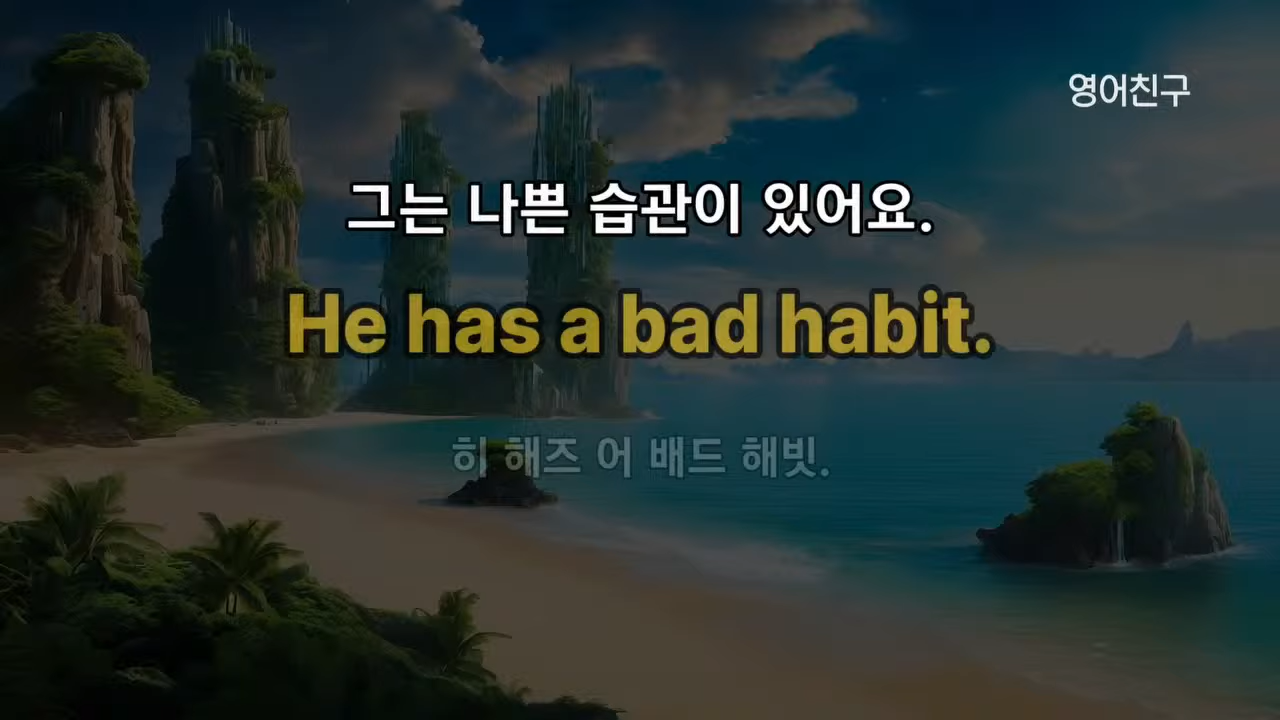 영어친구
그는 나쁜 습관이 있어요.
He has a bad habit.
히 해즈 어 배드 해빗.